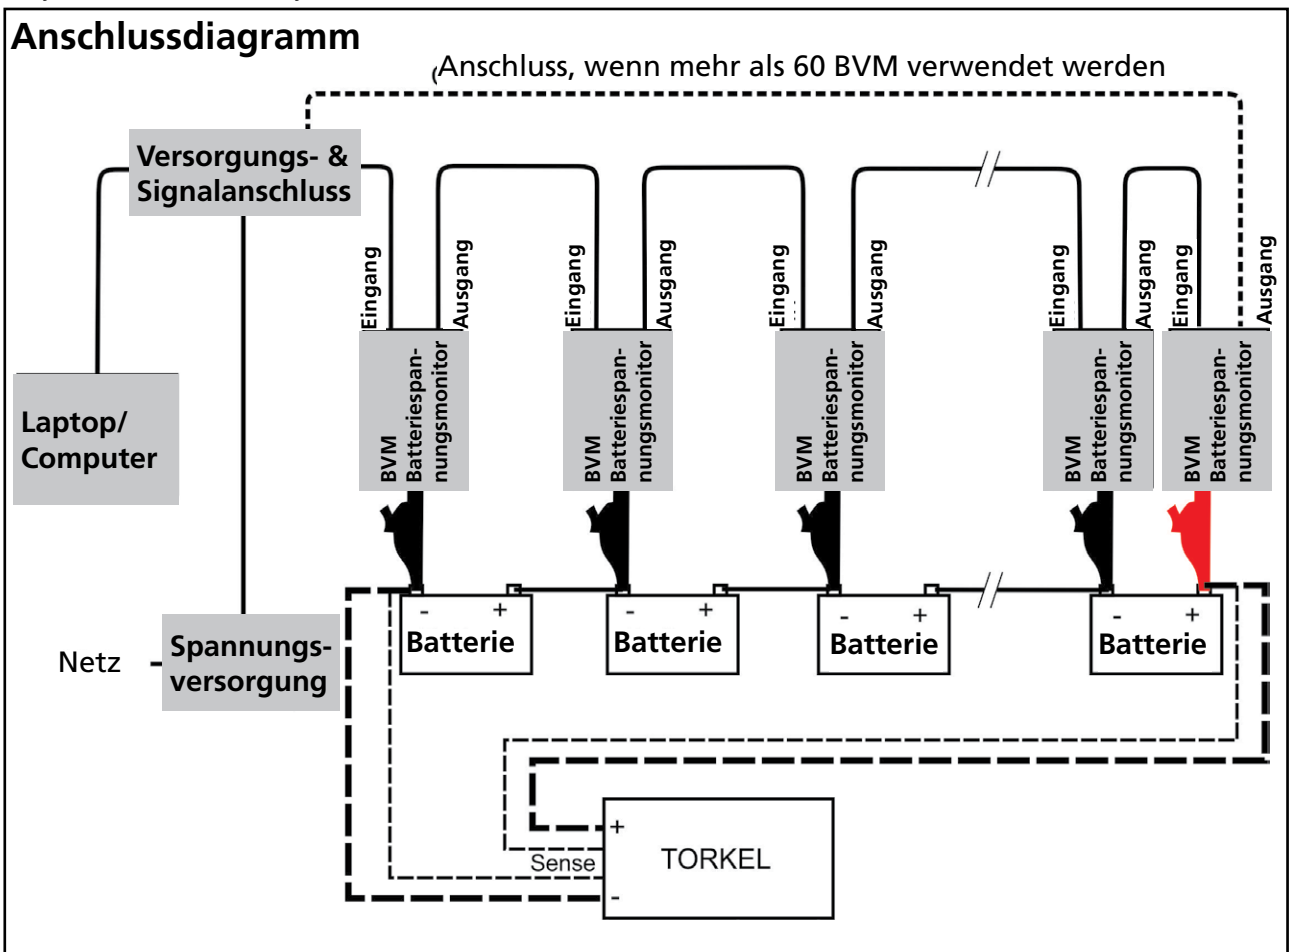 Anschlussdiagramm
(Anschluss, wenn mehr als 60 BVM verwendet werden
Versorgungs- &
Signalanschluss
Eingang
Ausgang
Eingang
Ausgang
Eingang
Ausgang
Eingang
Ausgang
Eingang
Ausgang
Laptop/
Computer
BVM
Batteriespan-
nungsmonitor
BVM
Batteriespan-
nungsmonitor
BVM
Batteriespan-
nungsmonitor
BVM
Batteriespan-
nungsmonitor
BVM
Batteriespan-
nungsmonitor
- +
Batterie
- +
Batterie
- +
Batterie
- +
Batterie
Netz
Spannungs-
versorgung
+
Sense
-
TORKEL